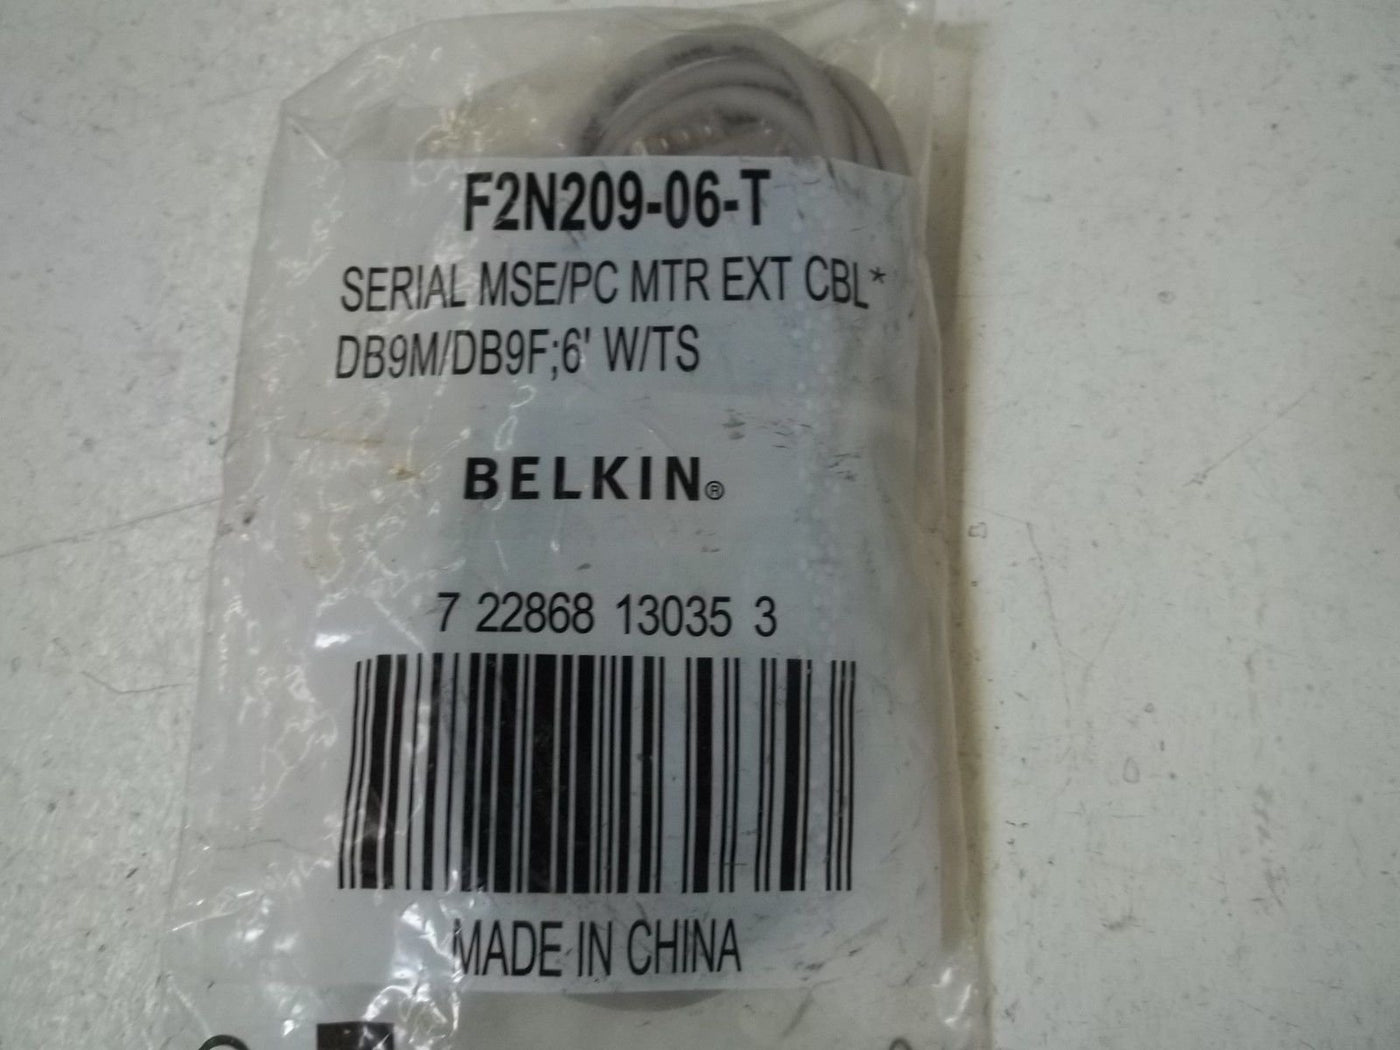 F2N209-06-T
SERIAL MSE/PC MTR EXT CBL*
DB9M/DB9F;6' W/TS
BELKIN®
7 22868 13035 3
MADE IN CHINA